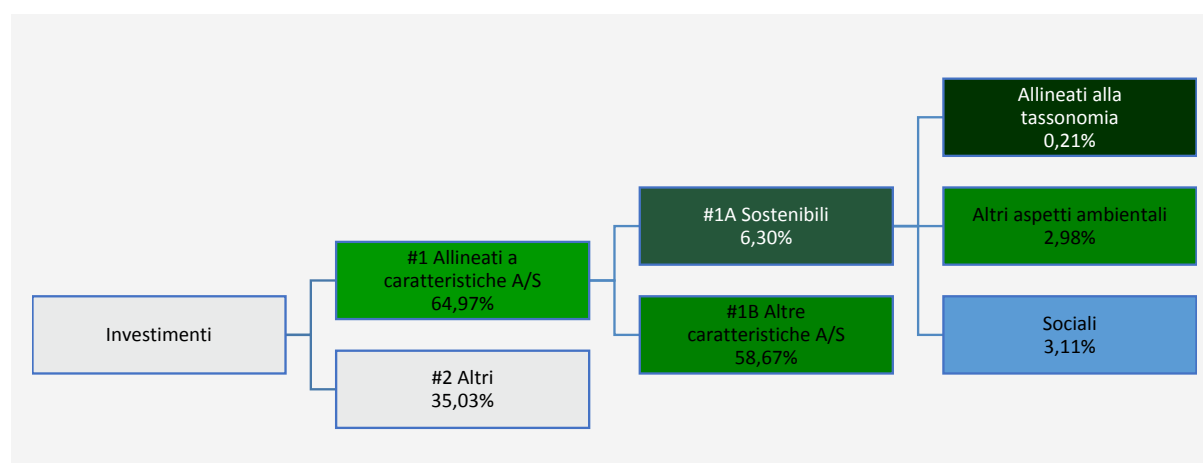 Investimenti
#1 Allineati a
caratteristiche A/S
64,97%
#2 Altri
35,03%
#1A Sostenibili
6,30%
#1B Altre
caratteristiche A/S
58,67%
Allineati alla
tassonomia
0,21%
Altri aspetti ambientali
2,98%
Sociali
3,11%